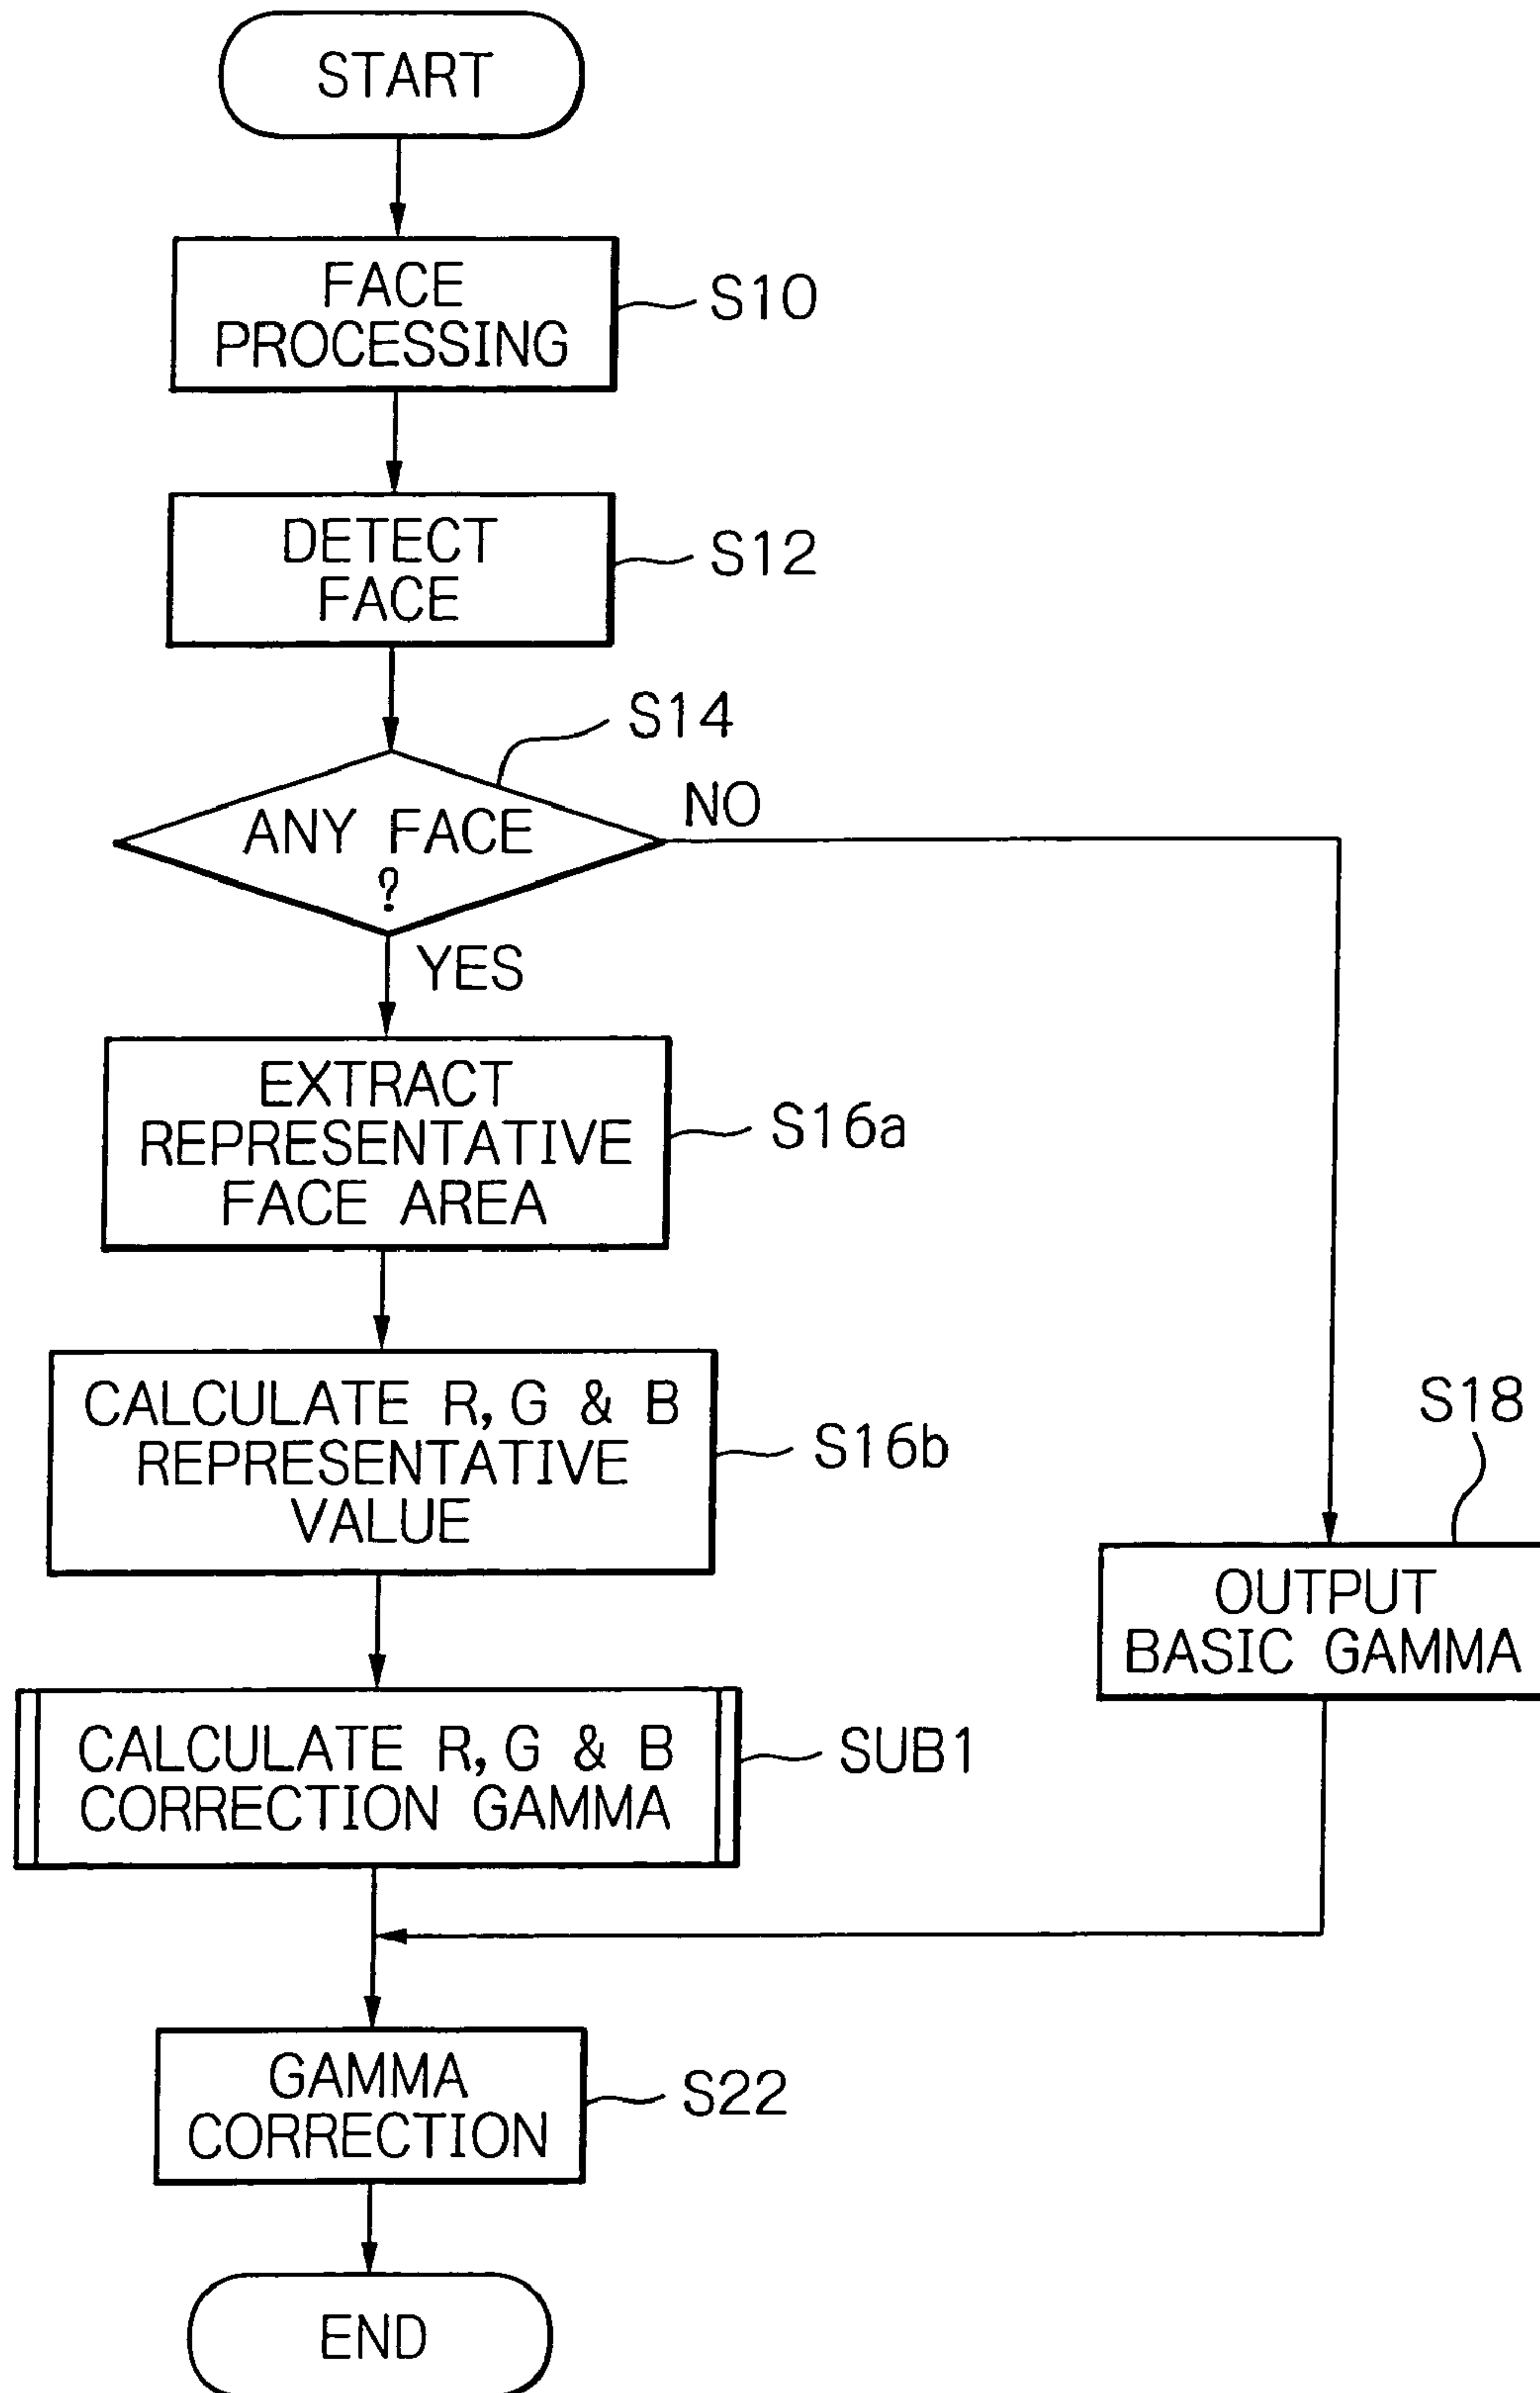 START
FACE
PROCESSING
S10
DETECT
FACE
S12
S14
ANY FACE
?
NO
YES
EXTRACT
REPRESENTATIVE
FACE AREA
S16a
CALCULATE R, G & B
REPRESENTATIVE
VALUE
S16b
S18
OUTPUT
BASIC GAMMA
CALCULATE R, G & B
CORRECTION GAMMA
SUB1
GAMMA
CORRECTION
S22
END